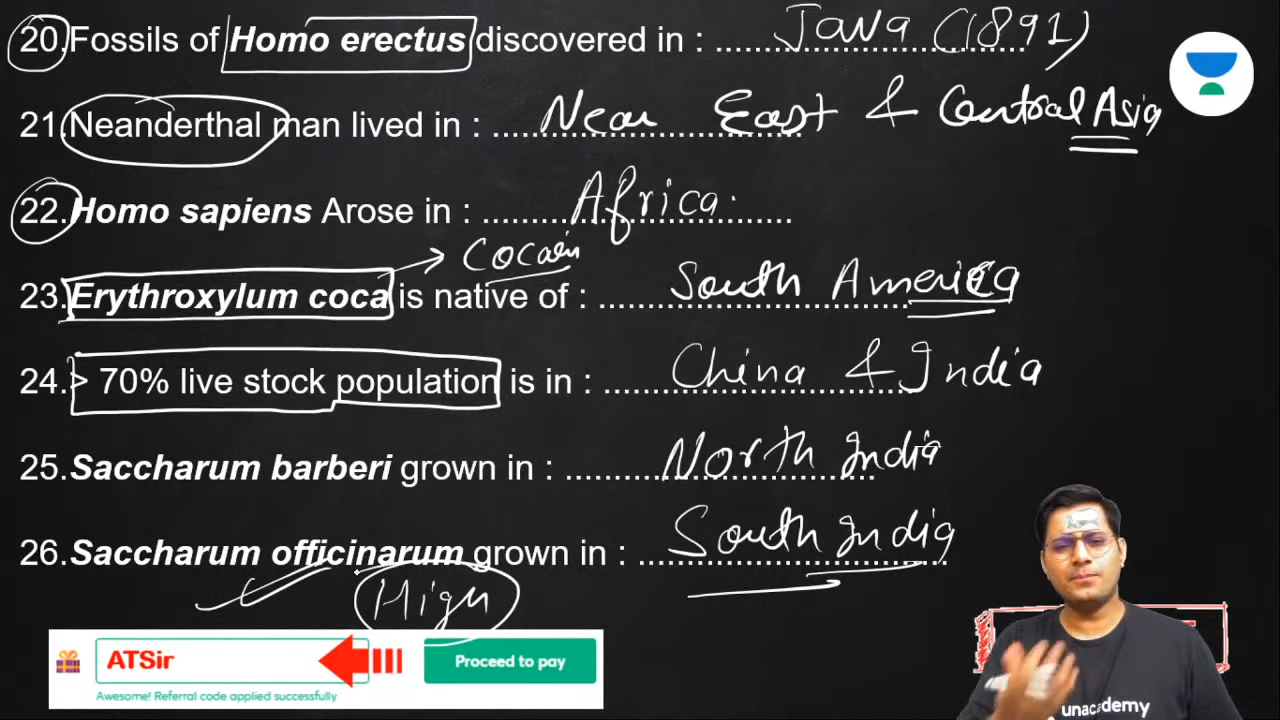 20.Fossils of Homo erectus discovered in : ........................................ Java (1891)
21.Neanderthal man lived in : ........................................ Near East & Central Asia
22.Homo sapiens Arose in : ........................................ Africa.
Cocain
23.Erythroxylum coca is native of : ........................................ South America
24.> 70% live stock population is in : ........................................ China & India
25.Saccharum barberi grown in : ........................................ North India
26.Saccharum officinarum grown in : ........................................ South India
High
ATSir
Proceed to pay
Awesome! Referral code applied successfully
unacademy